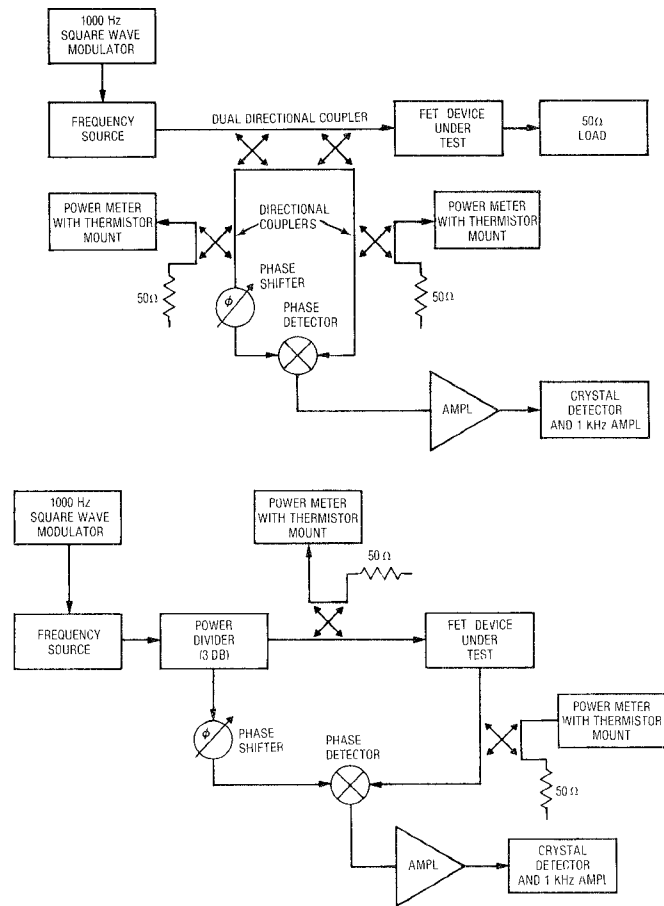 1000 Hz
SQUARE WAVE
MODULATOR
FREQUENCY
SOURCE
DUAL DIRECTIONAL COUPLER
FET DEVICE
UNDER
TEST
50Ω
LOAD
POWER METER
WITH THERMISTOR
MOUNT
DIRECTIONAL
COUPLERS
POWER METER
WITH THERMISTOR
MOUNT
50Ω
PHASE
SHIFTER
ϕ
PHASE
DETECTOR
50Ω
AMPL
CRYSTAL
DETECTOR
AND 1 KHz AMPL
1000 Hz
SQUARE WAVE
MODULATOR
POWER METER
WITH THERMISTOR
MOUNT
50 Ω
FREQUENCY
SOURCE
POWER
DIVIDER
(3 DB)
FET DEVICE
UNDER
TEST
ϕ
PHASE
SHIFTER
PHASE
DETECTOR
POWER METER
WITH THERMISTOR
MOUNT
50 Ω
AMPL
CRYSTAL
DETECTOR
AND 1 KHz AMPL